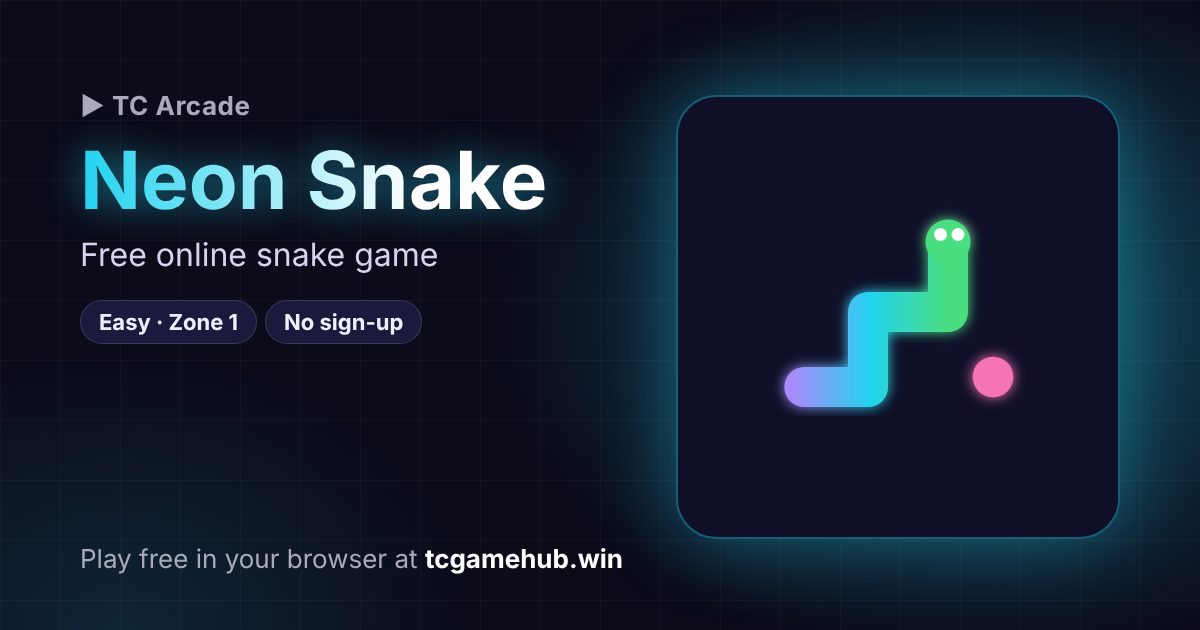 ▶ TC Arcade
Neon Snake
Free online snake game
Easy · Zone 1
No sign-up
Play free in your browser at tcgamehub.win